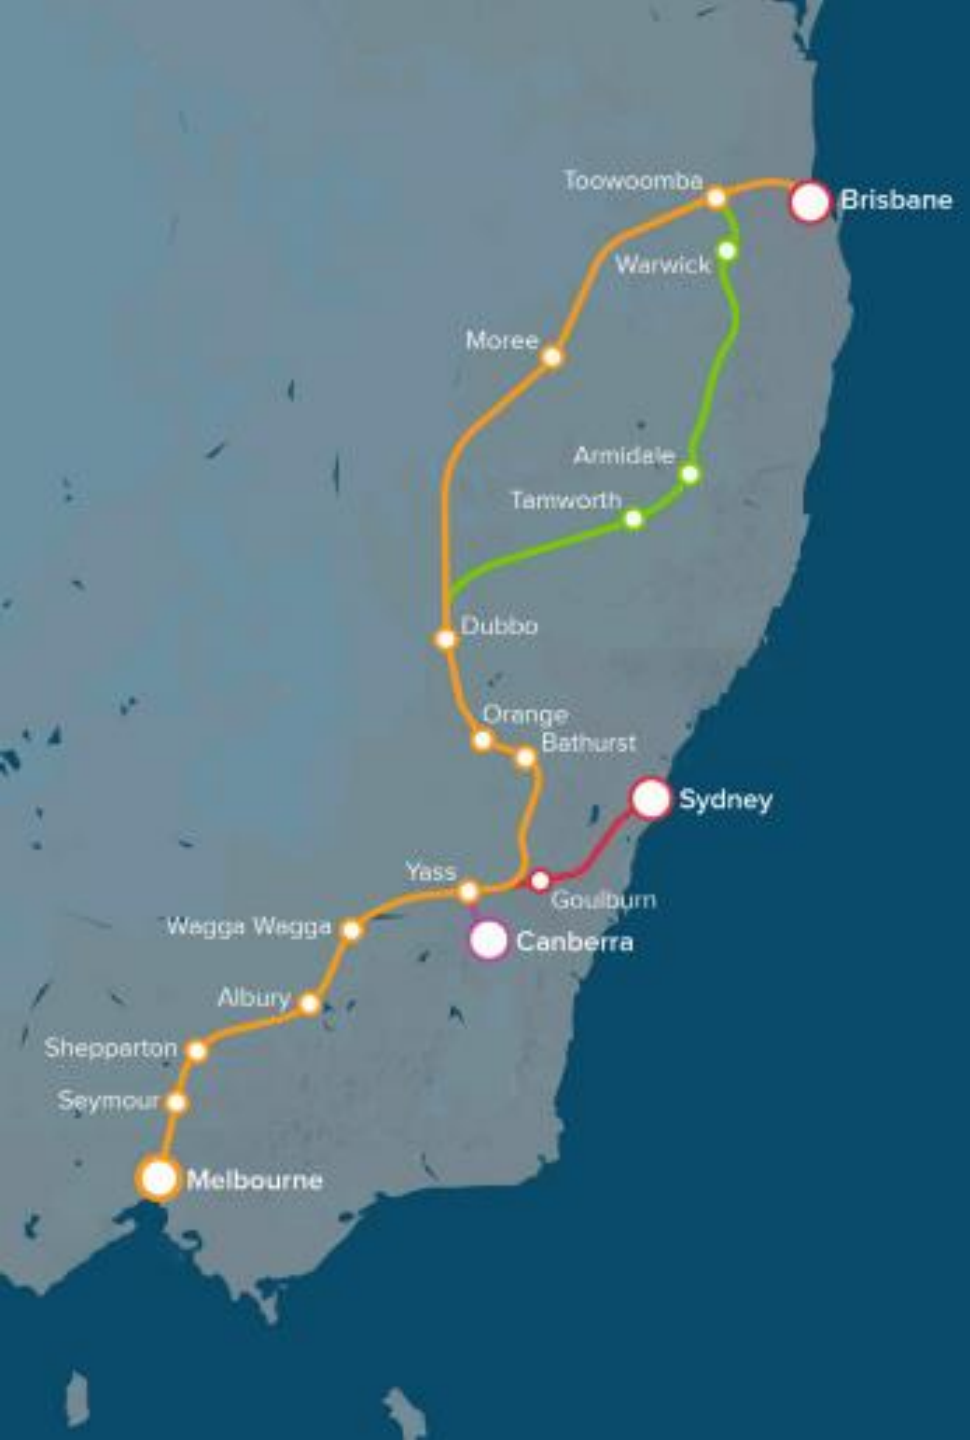 Toowoomba
Brisbane
Warwick
Moree
Armidale
Tamworth
Dubbo
Orange
Bathurst
Sydney
Yass
Goulburn
Wagga Wagga
Canberra
Albury
Shepparton
Seymour
Melbourne